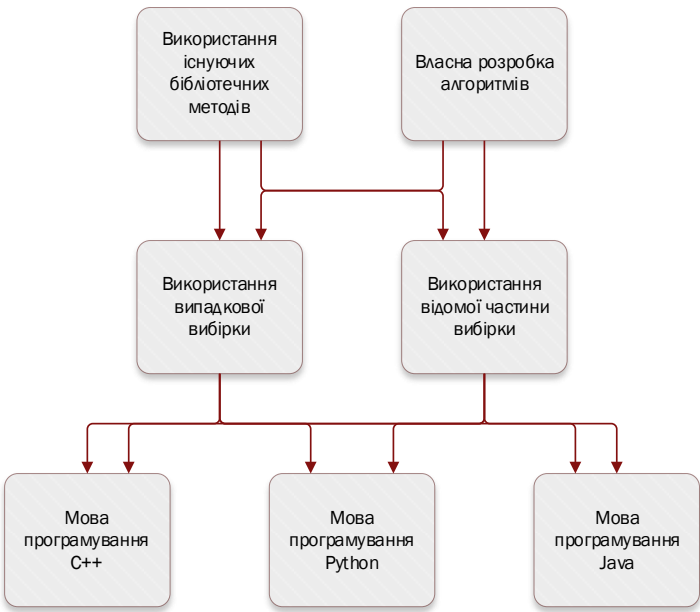 Використання
існуючих
бібліотечних
методів
Власна розробка
алгоритмів
Використання
випадкової
вибірки
Використання
відомої частини
вибірки
Мова
програмування
C++
Мова
програмування
Python
Мова
програмування
Java